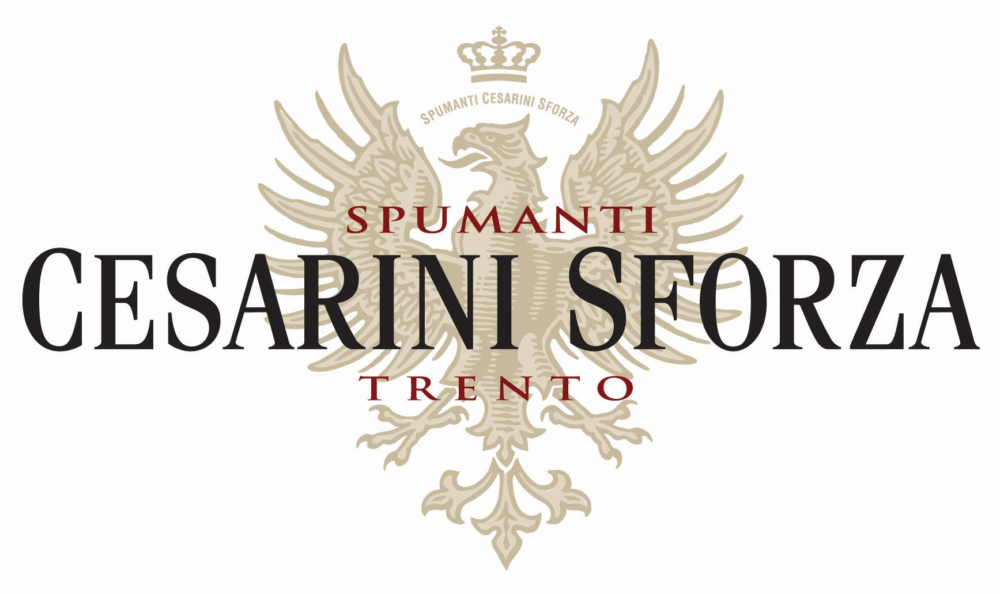 SPUMANTI CESARINI SFORZA
SPUMANTI
CESARINI SFORZA
TRENTO